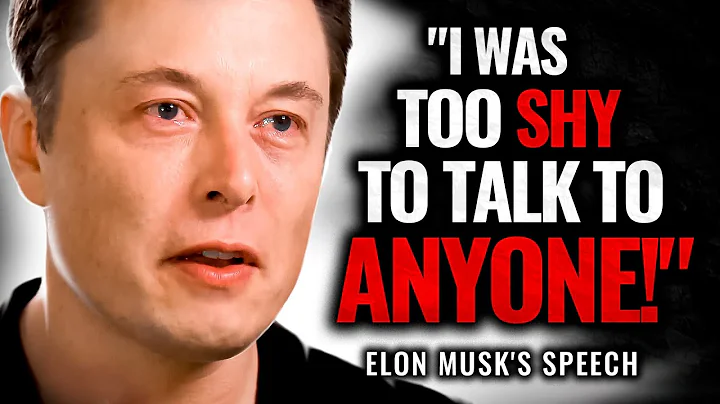 "I WAS
TOO SHY
TO TALK TO
ANYONE!"
ELON MUSK'S SPEECH